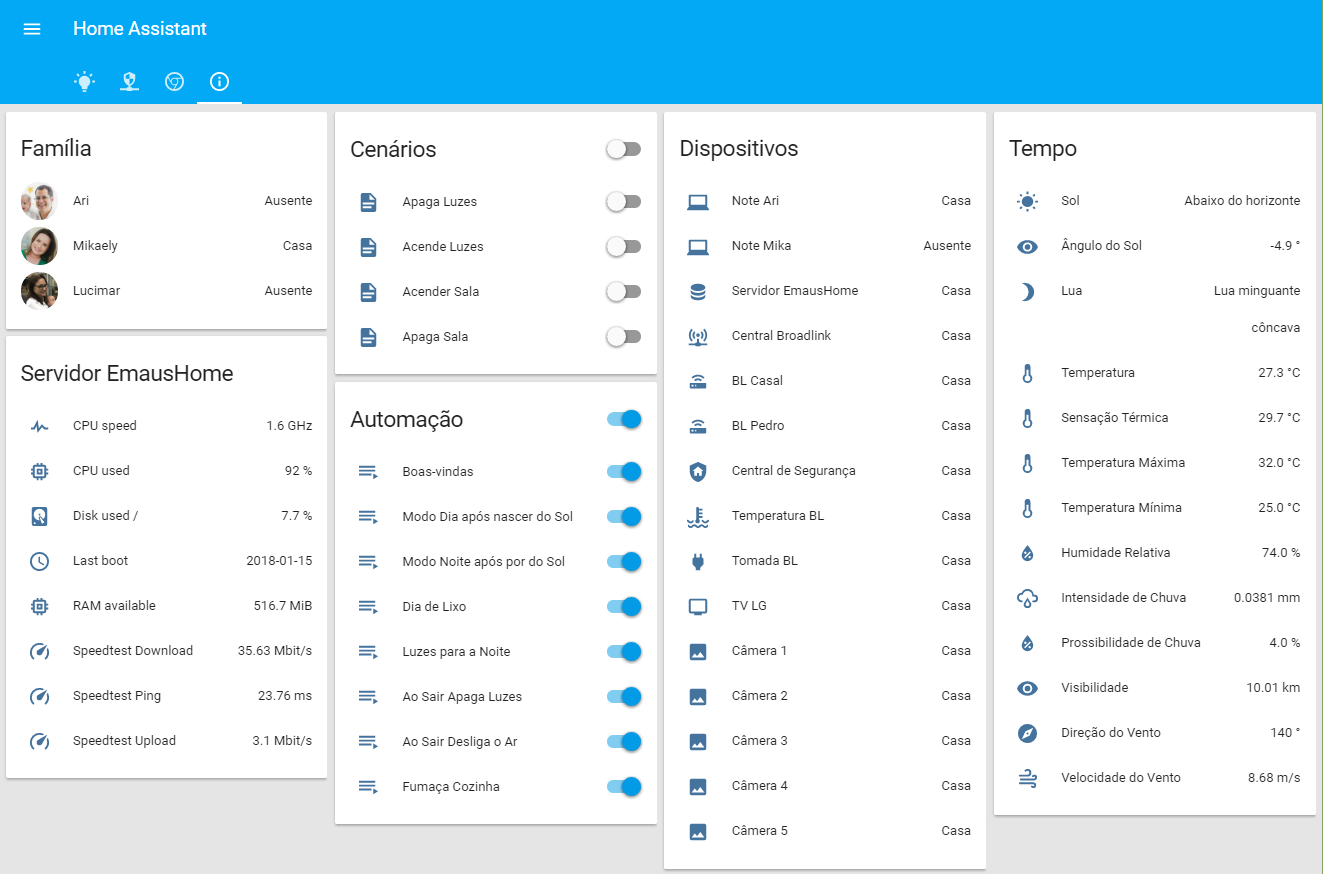 Home Assistant
Família
Ari Ausente
Mikaely Casa
Lucimar Ausente
Servidor EmausHome
CPU speed 1.6 GHz
CPU used 92 %
Disk used / 7.7 %
Last boot 2018-01-15
RAM available 516.7 MiB
Speedtest Download 35.63 Mbit/s
Speedtest Ping 23.76 ms
Speedtest Upload 3.1 Mbit/s
Cenários
Apaga Luzes
Acende Luzes
Acender Sala
Apaga Sala
Automação
Boas-vindas
Modo Dia após nascer do Sol
Modo Noite após por do Sol
Dia de Lixo
Luzes para a Noite
Ao Sair Apaga Luzes
Ao Sair Desliga o Ar
Fumaça Cozinha
Dispositivos
Note Ari Casa
Note Mika Ausente
Servidor EmausHome Casa
Central Broadlink Casa
BL Casal Casa
BL Pedro Casa
Central de Segurança Casa
Temperatura BL Casa
Tomada BL Casa
TV LG Casa
Câmera 1 Casa
Câmera 2 Casa
Câmera 3 Casa
Câmera 4 Casa
Câmera 5 Casa
Tempo
Sol Abaixo do horizonte
Ângulo do Sol -4.9 °
Lua Lua minguante
côncava
Temperatura 27.3 °C
Sensação Térmica 29.7 °C
Temperatura Máxima 32.0 °C
Temperatura Mínima 25.0 °C
Humidade Relativa 74.0 %
Intensidade de Chuva 0.0381 mm
Prossibilidade de Chuva 4.0 %
Visibilidade 10.01 km
Direção do Vento 140 °
Velocidade do Vento 8.68 m/s